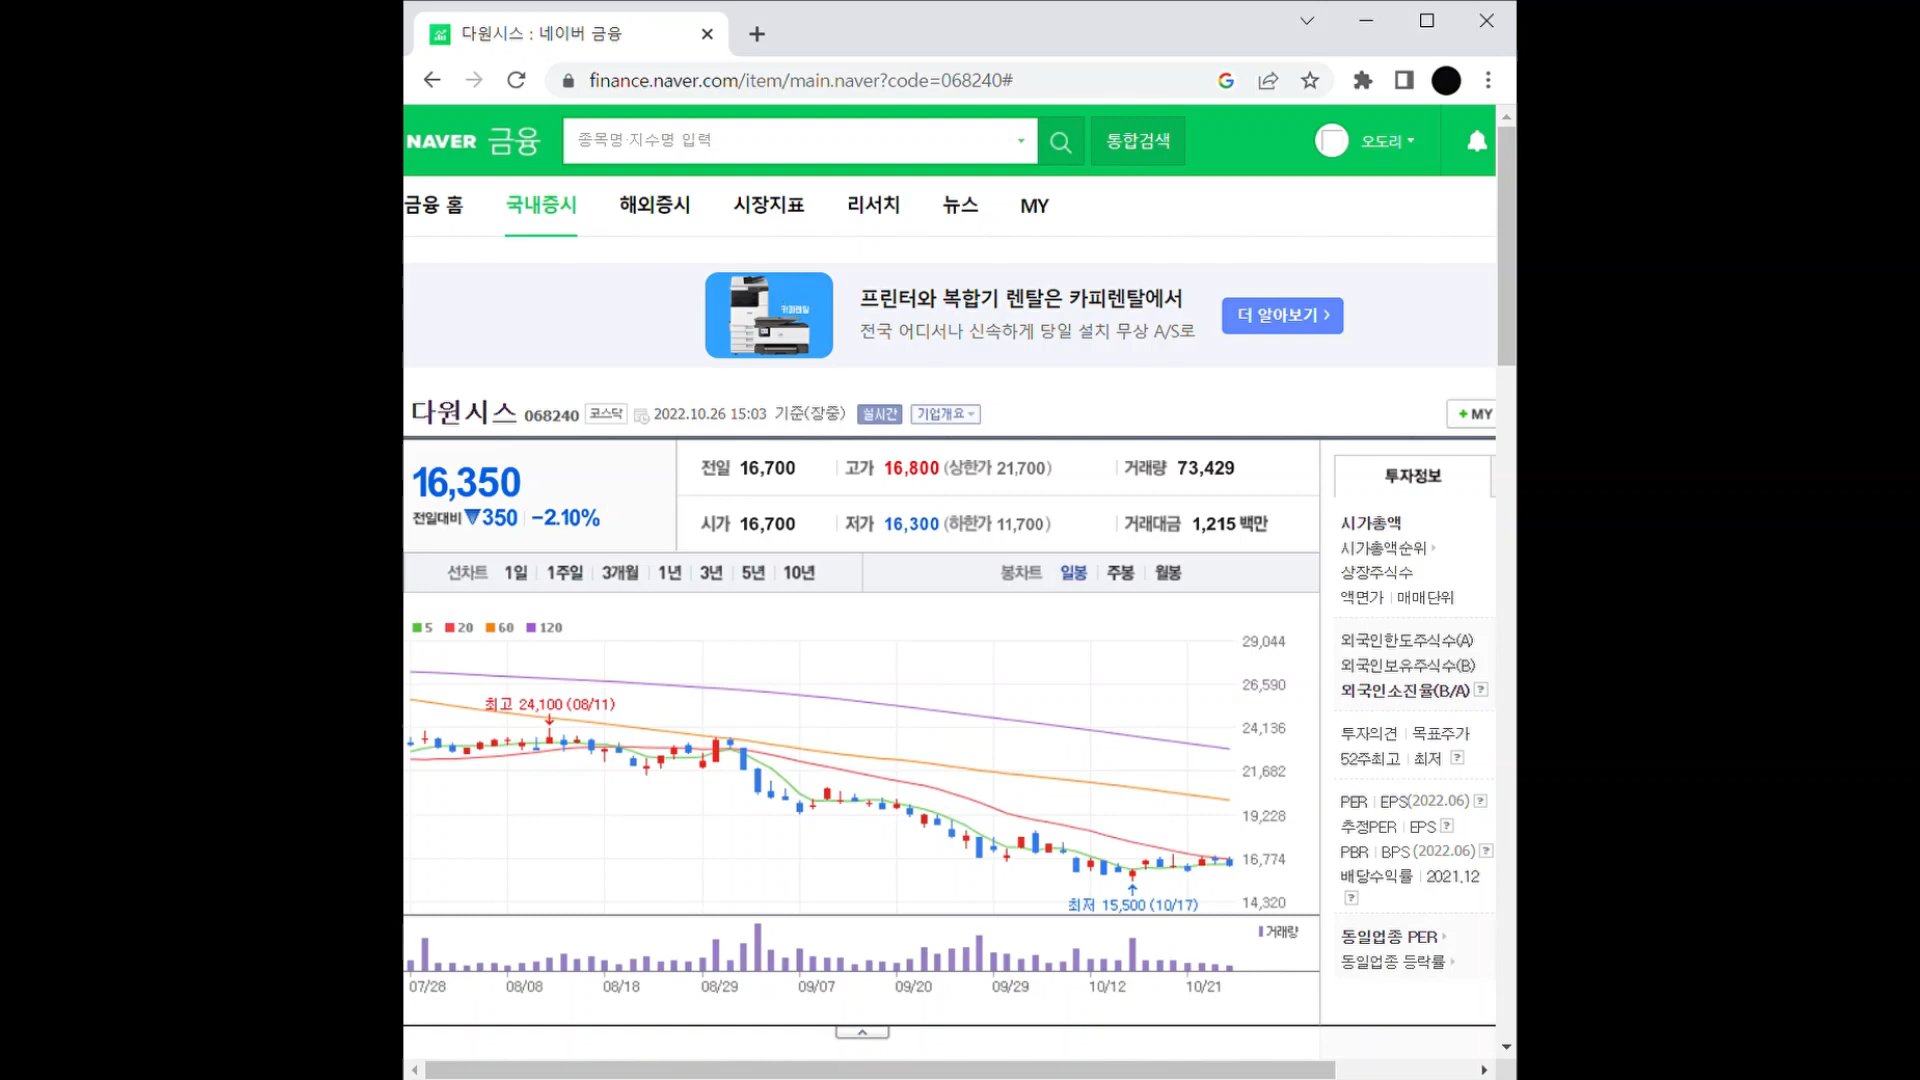 다원시스 : 네이버 금융
finance.naver.com/item/main.naver?code=068240#
NAVER 금융 종목명·지수명 입력 통합검색 오도리
금융 홈 국내증시 해외증시 시장지표 리서치 뉴스 MY
카피렌탈
프린터와 복합기 렌탈은 카피렌탈에서
전국 어디서나 신속하게 당일 설치 무상 A/S로
더 알아보기
다원시스 068240 코스닥 2022.10.26 15:03 기준(장중) 실시간 기업개요
+ MY
16,350
전일대비 ▼350 -2.10%
전일 16,700 고가 16,800 (상한가 21,700) 거래량 73,429
시가 16,700 저가 16,300 (하한가 11,700) 거래대금 1,215 백만
선차트 1일 1주일 3개월 1년 3년 5년 10년 봉차트 일봉 주봉 월봉
5 20 60 120
최고 24,100 (08/11)
최저 15,500 (10/17)
29,044
26,590
24,136
21,682
19,228
16,774
14,320
거래량
07/28 08/08 08/18 08/29 09/07 09/20 09/29 10/12 10/21
투자정보
시가총액
시가총액순위
상장주식수
액면가 | 매매단위
외국인한도주식수(A)
외국인보유주식수(B)
외국인소진율(B/A) ?
투자의견 | 목표주가
52주최고 | 최저 ?
PER | EPS(2022.06) ?
추정PER | EPS ?
PBR | BPS (2022.06) ?
배당수익률 | 2021.12
?
동일업종 PER
동일업종 등락률